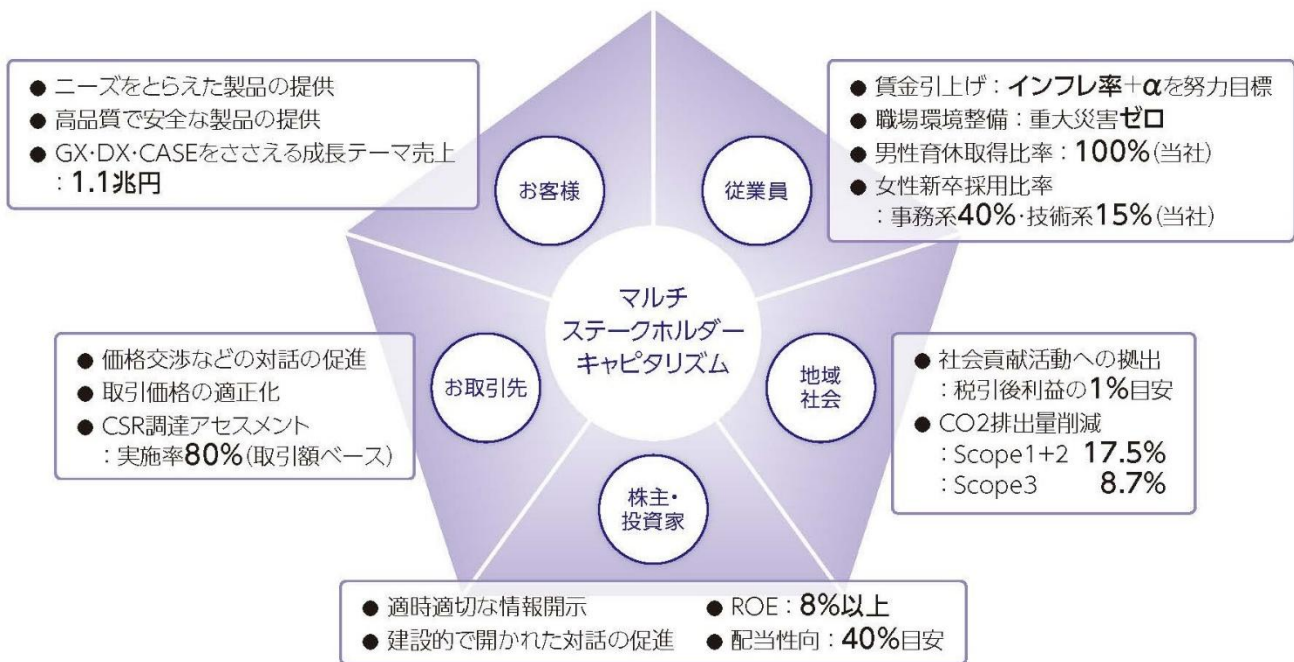 ● ニーズをとらえた製品の提供
● 高品質で安全な製品の提供
● GX・DX・CASEをささえる成長テーマ売上
：1.1兆円
お客様
従業員
● 賃金引上げ：インフレ率＋αを努力目標
● 職場環境整備：重大災害ゼロ
● 男性育休取得比率：100%(当社)
● 女性新卒採用比率
：事務系40%・技術系15%(当社)
マルチ
ステークホルダー
キャピタリズム
● 価格交渉などの対話の促進
● 取引価格の適正化
● CSR調達アセスメント
：実施率80%(取引額ベース)
お取引先
地域
社会
● 社会貢献活動への拠出
：税引後利益の1%目安
● CO2排出量削減
：Scope1+2 17.5%
：Scope3 8.7%
株主・
投資家
● 適時適切な情報開示
● 建設的で開かれた対話の促進
● ROE：8%以上
● 配当性向：40%目安